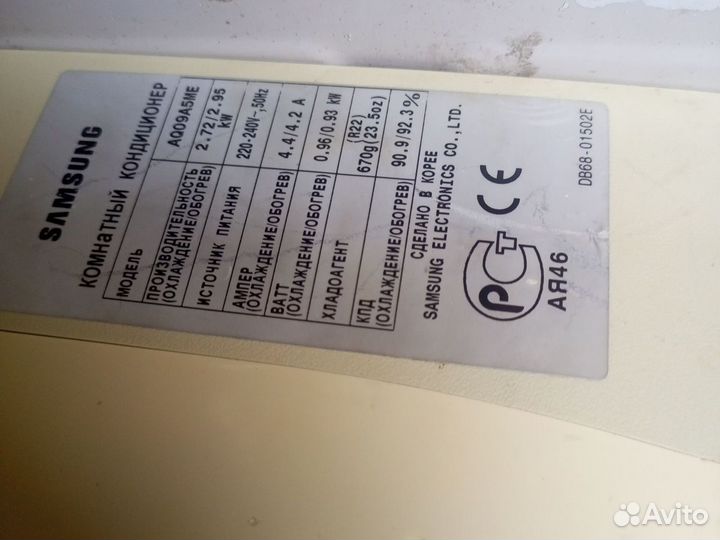 SAMSUNG
КОМНАТНЫЙ КОНДИЦИОНЕР
МОДЕЛЬ AQ09A5ME
ПРОИЗВОДИТЕЛЬНОСТЬ 2.72/2.95
(ОХЛАЖДЕНИЕ/ОБОГРЕВ) kW
ИСТОЧНИК ПИТАНИЯ 220-240V~,50Hz
АМПЕР
(ОХЛАЖДЕНИЕ/ОБОГРЕВ) 4.4/4.2 A
ВАТТ
(ОХЛАЖДЕНИЕ/ОБОГРЕВ) 0.96/0.93 kW
ХЛАДОАГЕНТ (R22)
670g(23.5oz)
КПД
(ОХЛАЖДЕНИЕ/ОБОГРЕВ) 90.9/92.3%
СДЕЛАНО В КОРЕЕ
SAMSUNG ELECTRONICS CO.,LTD.
РСТ CE
АЯ46
DB68-01502E
Avito